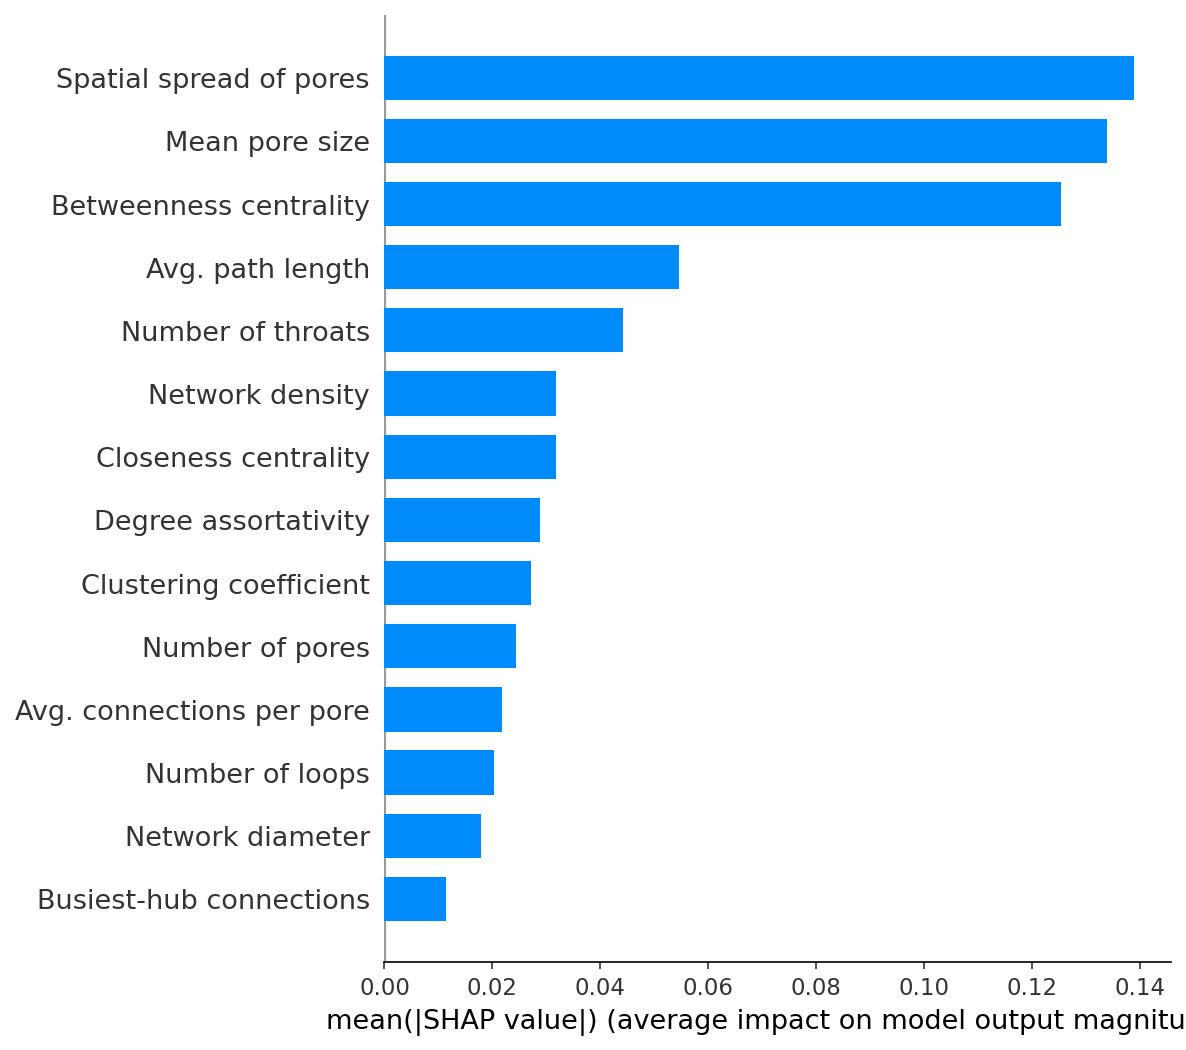 Spatial spread of pores
Mean pore size
Betweenness centrality
Avg. path length
Number of throats
Network density
Closeness centrality
Degree assortativity
Clustering coefficient
Number of pores
Avg. connections per pore
Number of loops
Network diameter
Busiest-hub connections
0.00 0.02 0.04 0.06 0.08 0.10 0.12 0.14
mean(|SHAP value|) (average impact on model output magnitu